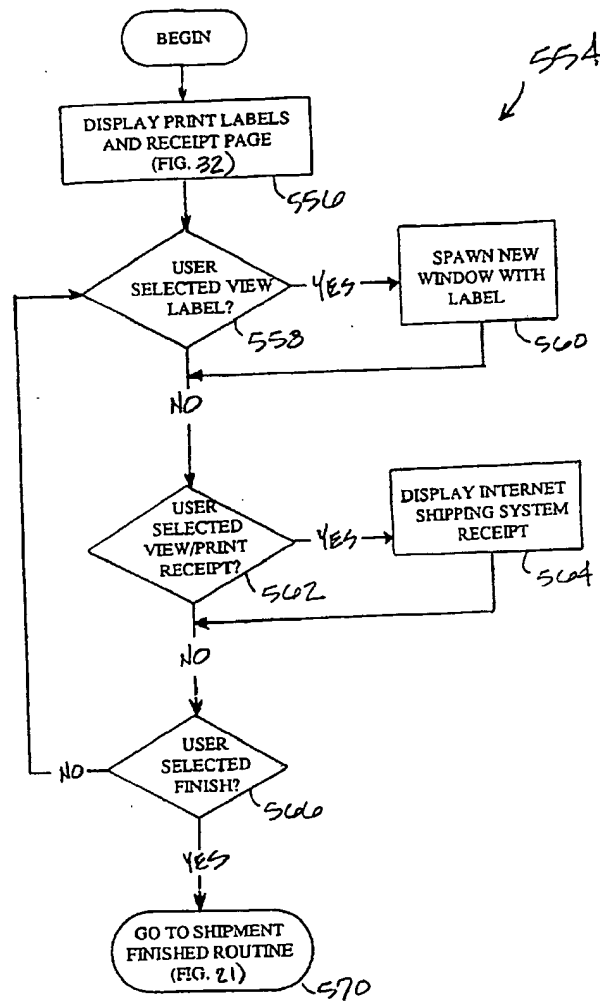 BEGIN
554
DISPLAY PRINT LABELS
AND RECEIPT PAGE
(FIG. 32)
556
USER
SELECTED VIEW
LABEL?
558
YES
SPAWN NEW
WINDOW WITH
LABEL
560
NO
USER
SELECTED
VIEW/PRINT
RECEIPT?
562
YES
DISPLAY INTERNET
SHIPPING SYSTEM
RECEIPT
564
NO
USER
SELECTED
FINISH?
566
NO
YES
GO TO SHIPMENT
FINISHED ROUTINE
(FIG. 21)
570